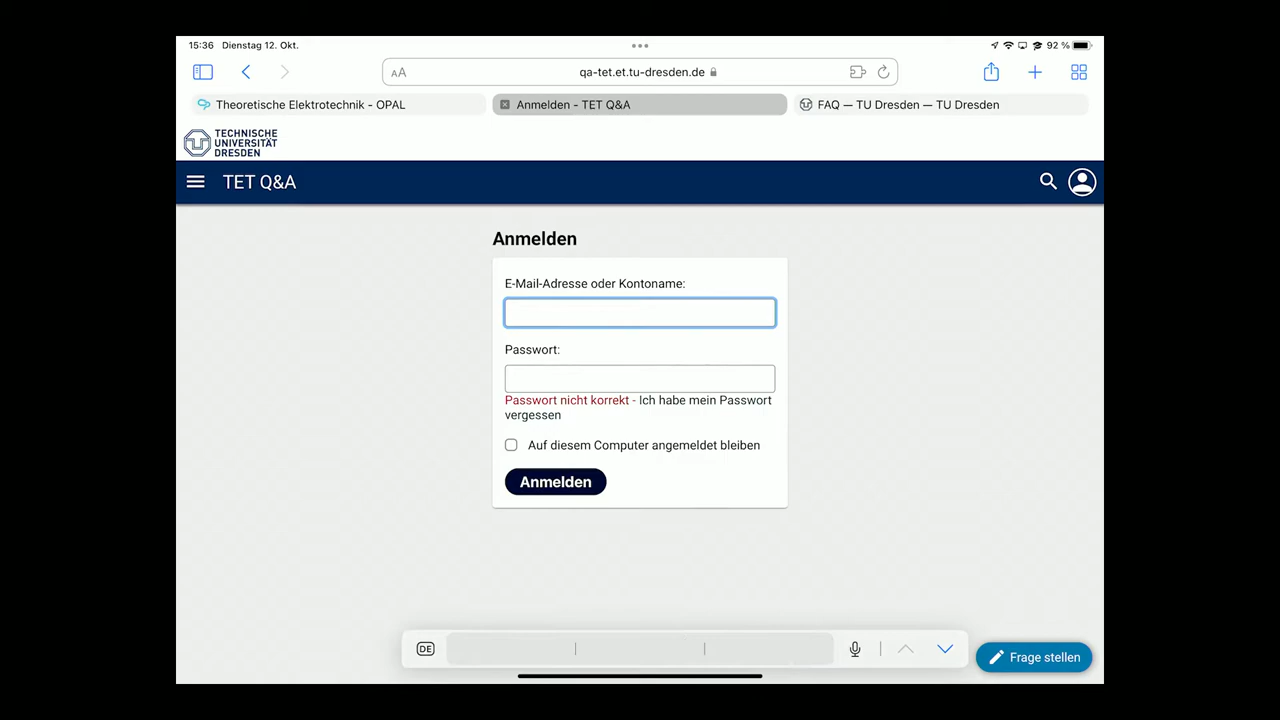 15:36 Dienstag 12. Okt.
92 %
AA
qa-tet.et.tu-dresden.de
Theoretische Elektrotechnik - OPAL
Anmelden - TET Q&A
FAQ — TU Dresden — TU Dresden
TECHNISCHE
UNIVERSITÄT
DRESDEN
TET Q&A
Anmelden
E-Mail-Adresse oder Kontoname:
Passwort:
Passwort nicht korrekt - Ich habe mein Passwort
vergessen
Auf diesem Computer angemeldet bleiben
Anmelden
DE
Frage stellen